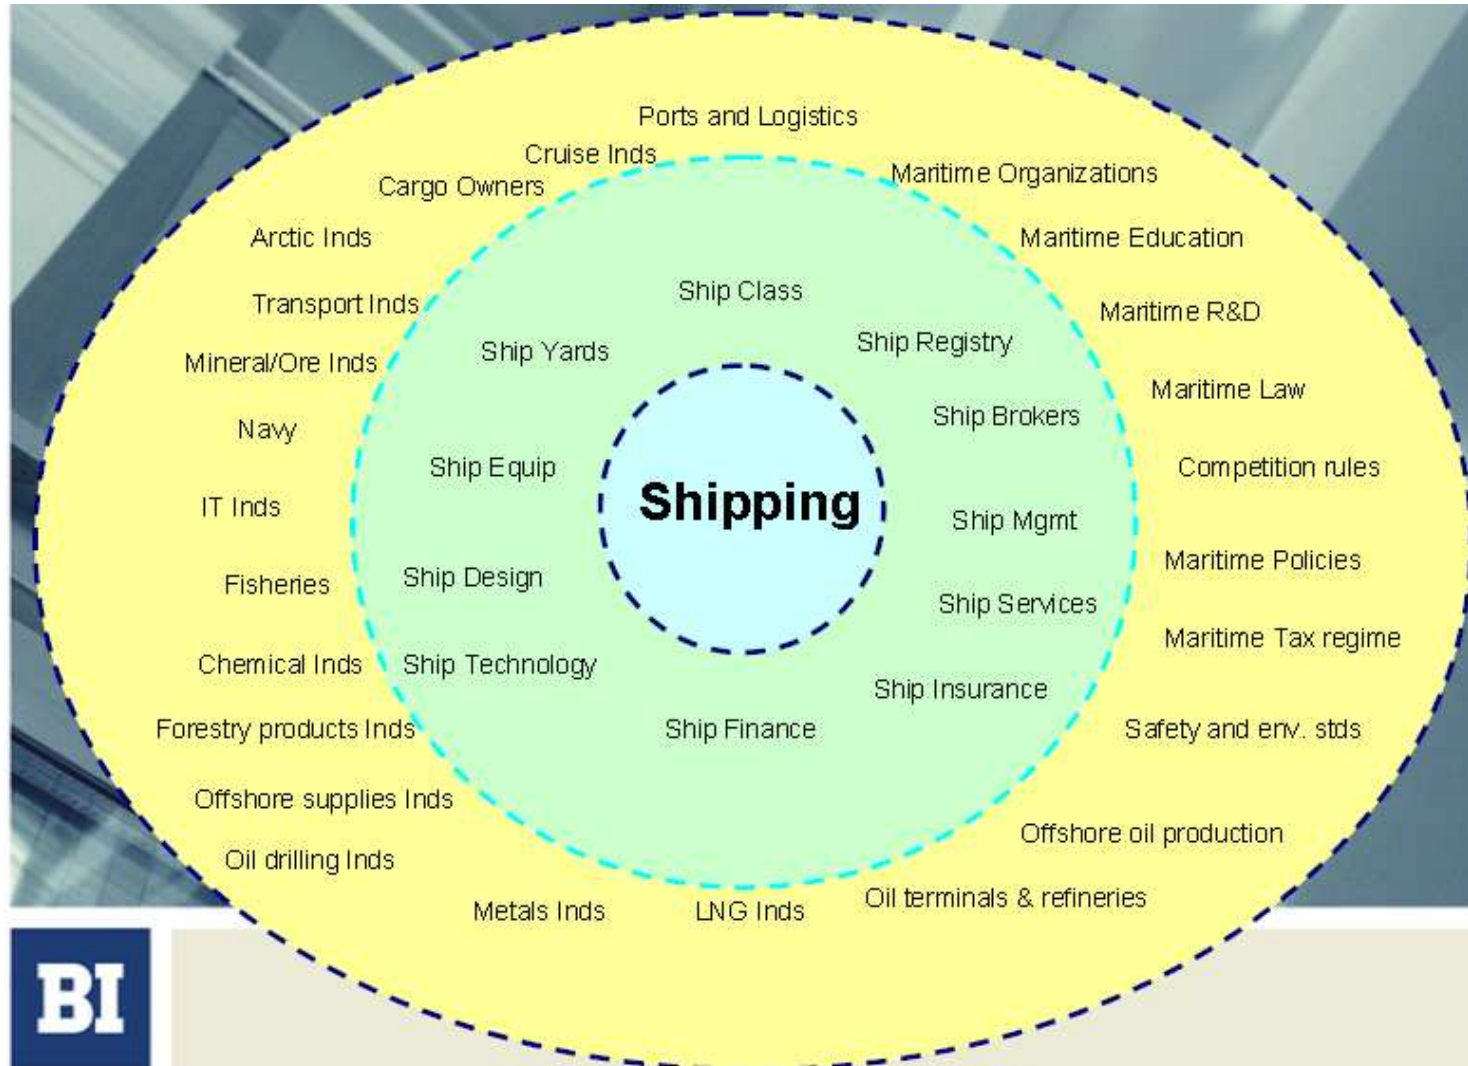 Ports and Logistics
Cruise Inds
Maritime Organizations
Cargo Owners
Arctic Inds
Maritime Education
Ship Class
Transport Inds
Maritime R&D
Ship Yards
Ship Registry
Mineral/Ore Inds
Maritime Law
Navy
Ship Brokers
Ship Equip
Competition rules
Shipping
IT Inds
Ship Mgmt
Maritime Policies
Fisheries
Ship Design
Ship Services
Maritime Tax regime
Chemical Inds
Ship Technology
Ship Insurance
Forestry products Inds
Ship Finance
Safety and env. stds
Offshore supplies Inds
Offshore oil production
Oil drilling Inds
Oil terminals & refineries
Metals Inds
LNG Inds
BI